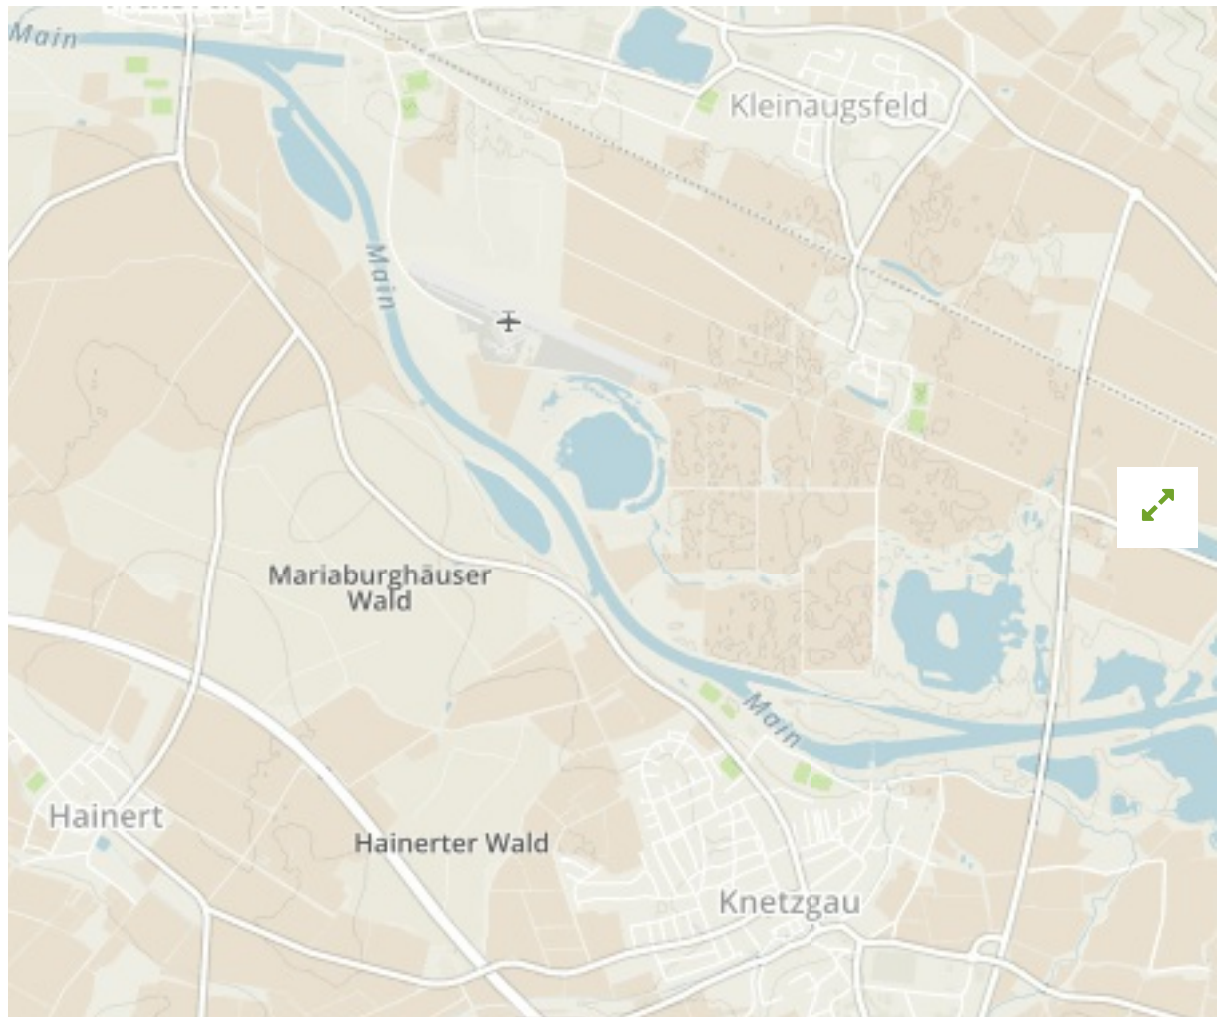 Main
Kleinaugsfeld
Main
Mariaburghäuser
Wald
Main
Hainert
Hainerter Wald
Knetzgau